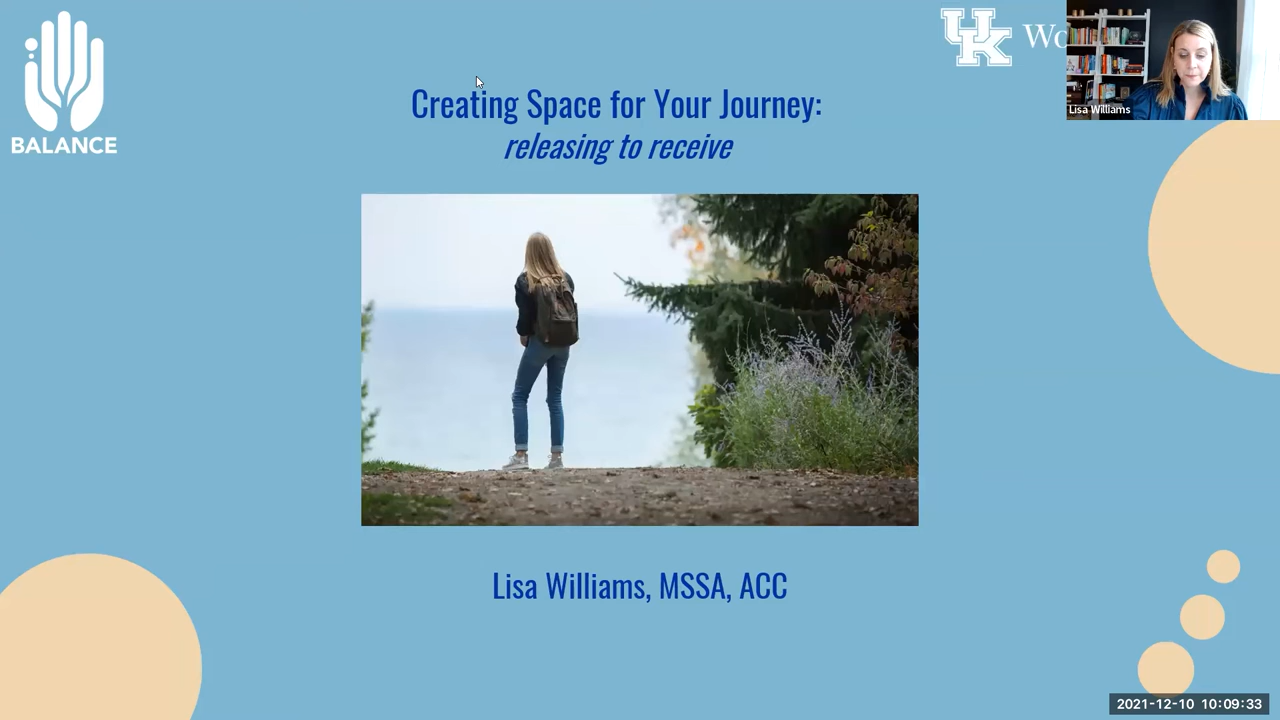 BALANCE
UK
Lisa Williams
Creating Space for Your Journey:
releasing to receive
Lisa Williams, MSSA, ACC
2021-12-10 10:09:33